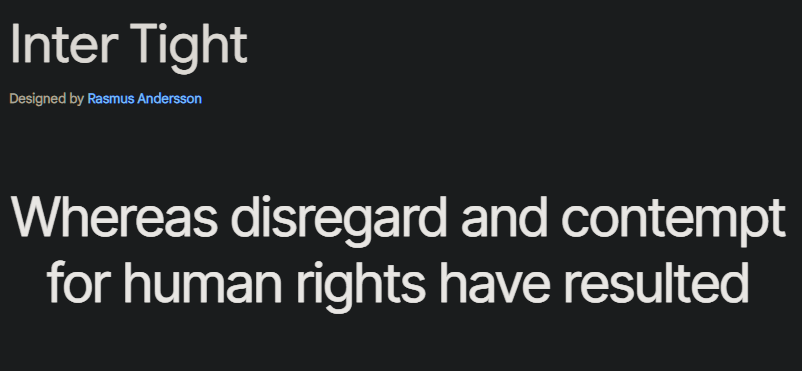 Inter Tight
Designed by Rasmus Andersson
Whereas disregard and contempt
for human rights have resulted